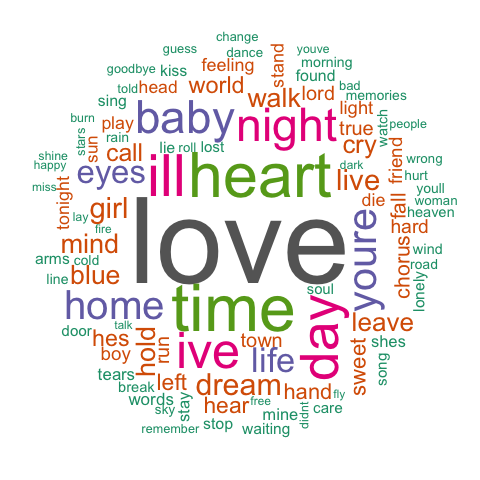 change
guess
dance
youve
goodbye
kiss
feeling
stand
morning
found
told
head
world
walk
lord
bad
memories
sing
baby
night
light
burn
play
true
watch
people
stars
sun
rain
call
lie
roll
lost
cry
friend
shine
happy
eyes
ill
heart
dark
live
wrong
hurt
miss
tonight
girl
love
die
fall
youll
woman
heaven
lay
fire
mind
youre
chorus
hard
wind
arms
cold
blue
soul
road
line
home
time
day
lonely
door
talk
hes
ive
town
leave
boy
hold
run
life
sweet
shes
song
tears
left
dream
hand
fly
break
words
stay
hear
free
mine
didnt
care
sky
remember
stop
waiting